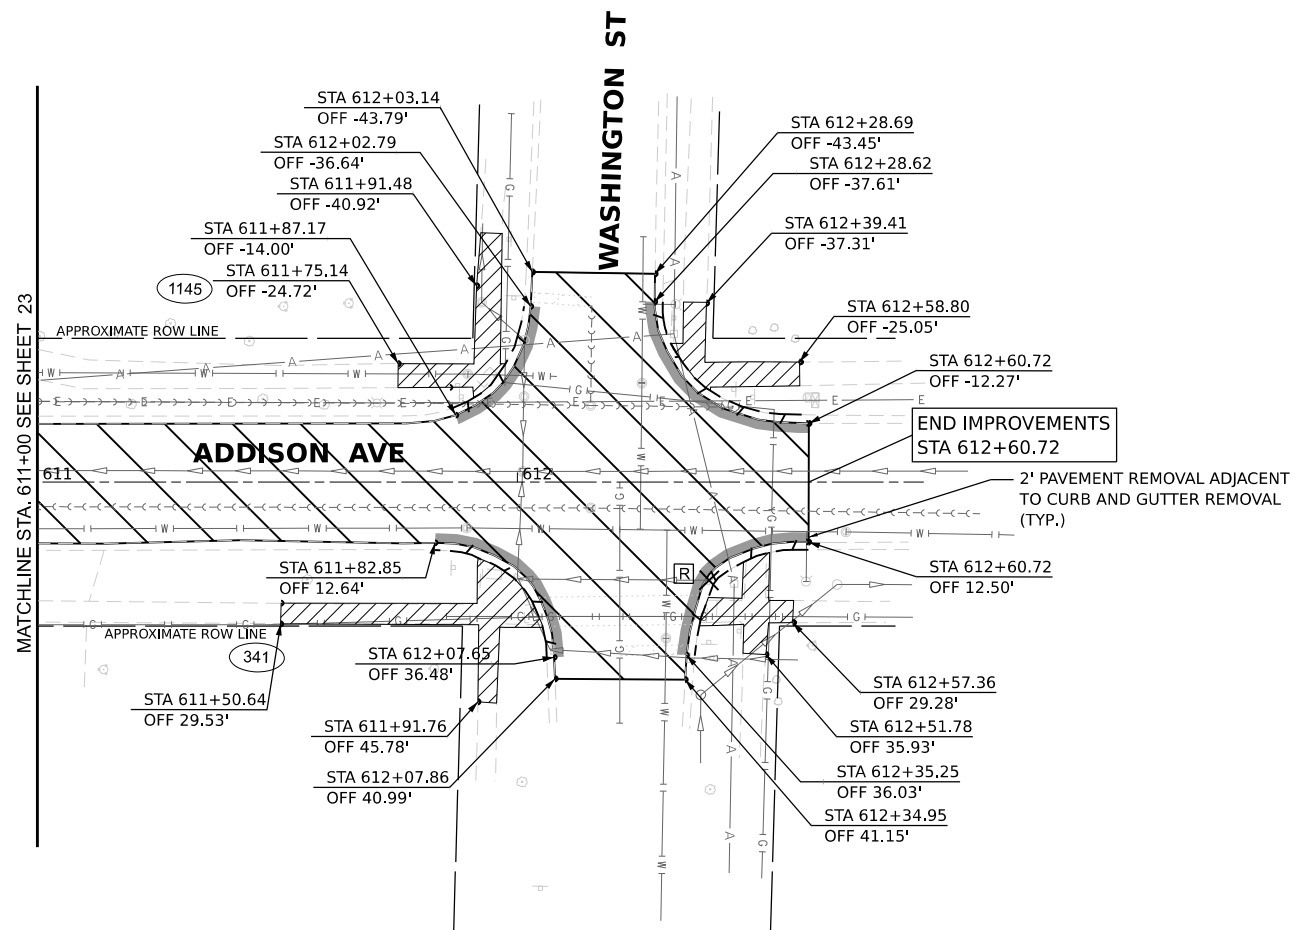 WASHINGTON ST
STA 612+03.14
OFF -43.79'
STA 612+02.79
OFF -36.64'
STA 611+91.48
OFF -40.92'
STA 611+87.17
OFF -14.00'
STA 611+75.14
OFF -24.72'
1145
APPROXIMATE ROW LINE
STA 612+28.69
OFF -43.45'
STA 612+28.62
OFF -37.61'
STA 612+39.41
OFF -37.31'
STA 612+58.80
OFF -25.05'
STA 612+60.72
OFF -12.27'
END IMPROVEMENTS
STA 612+60.72
2' PAVEMENT REMOVAL ADJACENT
TO CURB AND GUTTER REMOVAL
(TYP.)
MATCHLINE STA. 611+00 SEE SHEET 23
ADDISON AVE
611
612
R
STA 612+60.72
OFF 12.50'
STA 611+82.85
OFF 12.64'
APPROXIMATE ROW LINE
341
STA 611+50.64
OFF 29.53'
STA 612+07.65
OFF 36.48'
STA 611+91.76
OFF 45.78'
STA 612+07.86
OFF 40.99'
STA 612+57.36
OFF 29.28'
STA 612+51.78
OFF 35.93'
STA 612+35.25
OFF 36.03'
STA 612+34.95
OFF 41.15'